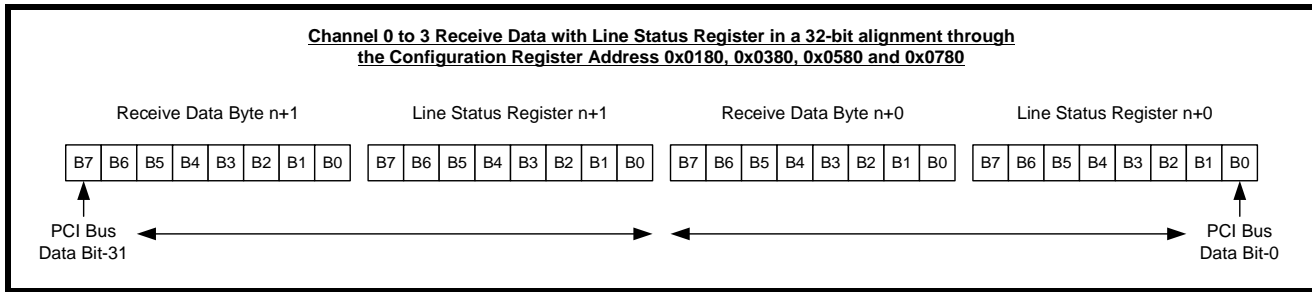 Channel 0 to 3 Receive Data with Line Status Register in a 32-bit alignment through
the Configuration Register Address 0x0180, 0x0380, 0x0580 and 0x0780
Receive Data Byte n+1 Line Status Register n+1 Receive Data Byte n+0 Line Status Register n+0
B7 B6 B5 B4 B3 B2 B1 B0 B7 B6 B5 B4 B3 B2 B1 B0 B7 B6 B5 B4 B3 B2 B1 B0 B7 B6 B5 B4 B3 B2 B1 B0
PCI Bus PCI Bus
Data Bit-31 Data Bit-0